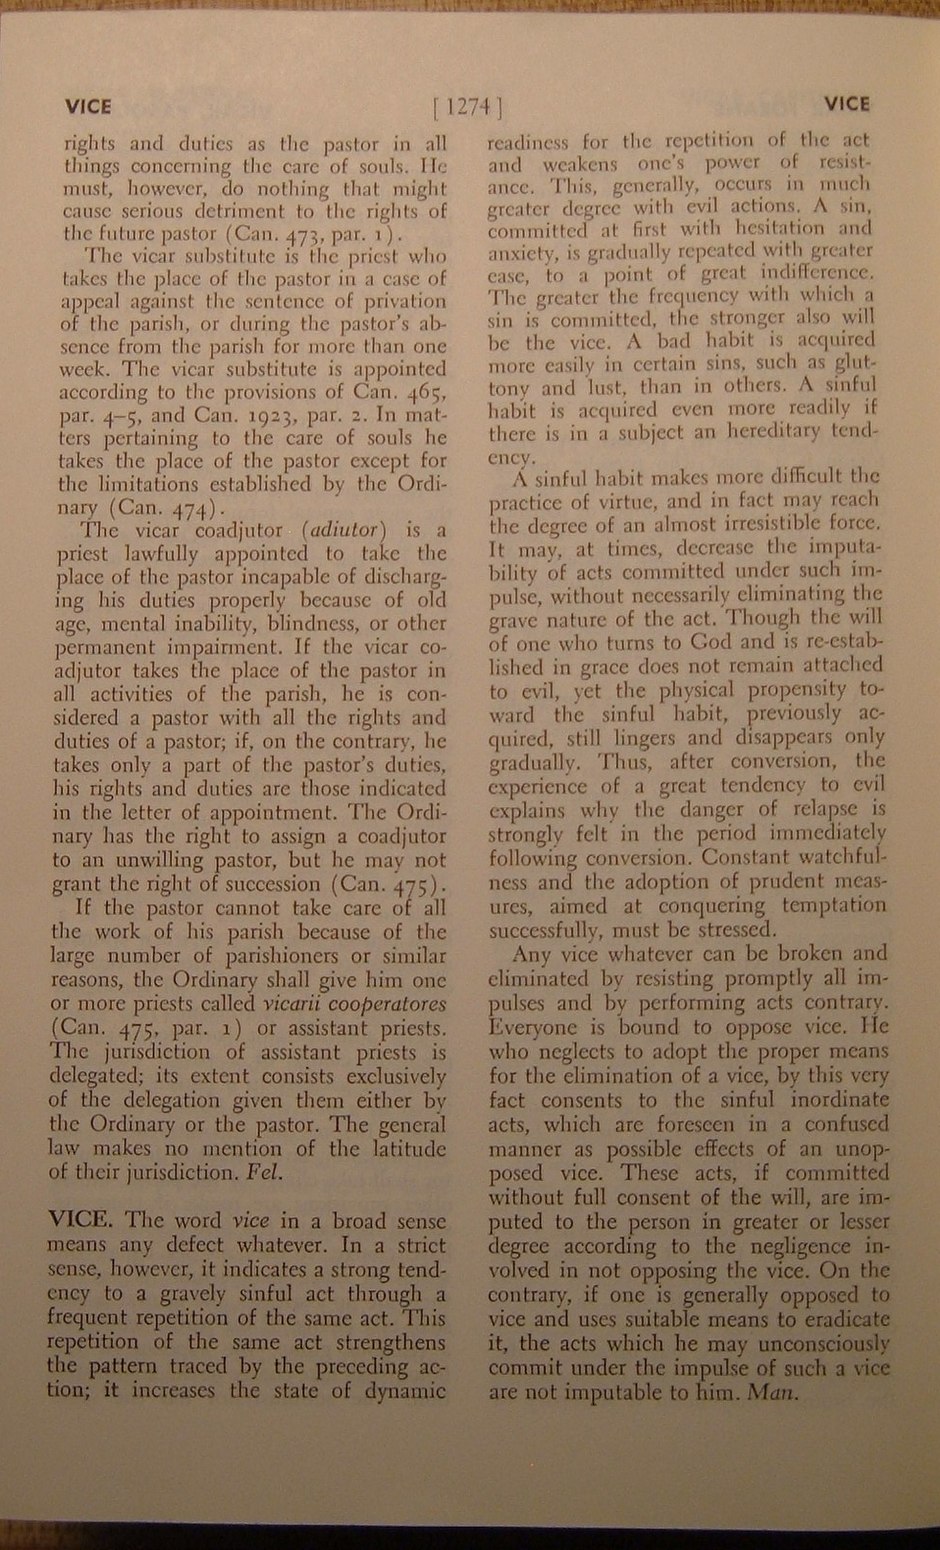 VICE
[ 1274 ]
VICE
rights and duties as the pastor in all
things concerning the care of souls. He
must, however, do nothing that might
cause serious detriment to the rights of
the future pastor (Can. 473, par. 1).
The vicar substitute is the priest who
takes the place of the pastor in a case of
appeal against the sentence of privation
of the parish, or during the pastor's ab-
sence from the parish for more than one
week. The vicar substitute is appointed
according to the provisions of Can. 465,
par. 4–5, and Can. 1923, par. 2. In mat-
ters pertaining to the care of souls he
takes the place of the pastor except for
the limitations established by the Ordi-
nary (Can. 474).
The vicar coadjutor (adiutor) is a
priest lawfully appointed to take the
place of the pastor incapable of discharg-
ing his duties properly because of old
age, mental inability, blindness, or other
permanent impairment. If the vicar co-
adjutor takes the place of the pastor in
all activities of the parish, he is con-
sidered a pastor with all the rights and
duties of a pastor; if, on the contrary, he
takes only a part of the pastor's duties,
his rights and duties are those indicated
in the letter of appointment. The Ordi-
nary has the right to assign a coadjutor
to an unwilling pastor, but he may not
grant the right of succession (Can. 475).
If the pastor cannot take care of all
the work of his parish because of the
large number of parishioners or similar
reasons, the Ordinary shall give him one
or more priests called vicarii cooperatores
(Can. 475, par. 1) or assistant priests.
The jurisdiction of assistant priests is
delegated; its extent consists exclusively
of the delegation given them either by
the Ordinary or the pastor. The general
law makes no mention of the latitude
of their jurisdiction. Fel.
VICE. The word vice in a broad sense
means any defect whatever. In a strict
sense, however, it indicates a strong tend-
ency to a gravely sinful act through a
frequent repetition of the same act. This
repetition of the same act strengthens
the pattern traced by the preceding ac-
tion; it increases the state of dynamic
readiness for the repetition of the act
and weakens one's power of resist-
ance. This, generally, occurs in much
greater degree with evil actions. A sin,
committed at first with hesitation and
anxiety, is gradually repeated with greater
ease, to a point of great indifference.
The greater the frequency with which a
sin is committed, the stronger also will
be the vice. A bad habit is acquired
more easily in certain sins, such as glut-
tony and lust, than in others. A sinful
habit is acquired even more readily if
there is in a subject an hereditary tend-
ency.
A sinful habit makes more difficult the
practice of virtue, and in fact may reach
the degree of an almost irresistible force.
It may, at times, decrease the imputa-
bility of acts committed under such im-
pulse, without necessarily eliminating the
grave nature of the act. Though the will
of one who turns to God and is re-estab-
lished in grace does not remain attached
to evil, yet the physical propensity to-
ward the sinful habit, previously ac-
quired, still lingers and disappears only
gradually. Thus, after conversion, the
experience of a great tendency to evil
explains why the danger of relapse is
strongly felt in the period immediately
following conversion. Constant watchful-
ness and the adoption of prudent meas-
ures, aimed at conquering temptation
successfully, must be stressed.
Any vice whatever can be broken and
eliminated by resisting promptly all im-
pulses and by performing acts contrary.
Everyone is bound to oppose vice. He
who neglects to adopt the proper means
for the elimination of a vice, by this very
fact consents to the sinful inordinate
acts, which are foreseen in a confused
manner as possible effects of an unop-
posed vice. These acts, if committed
without full consent of the will, are im-
puted to the person in greater or lesser
degree according to the negligence in-
volved in not opposing the vice. On the
contrary, if one is generally opposed to
vice and uses suitable means to eradicate
it, the acts which he may unconsciously
commit under the impulse of such a vice
are not imputable to him. Man.